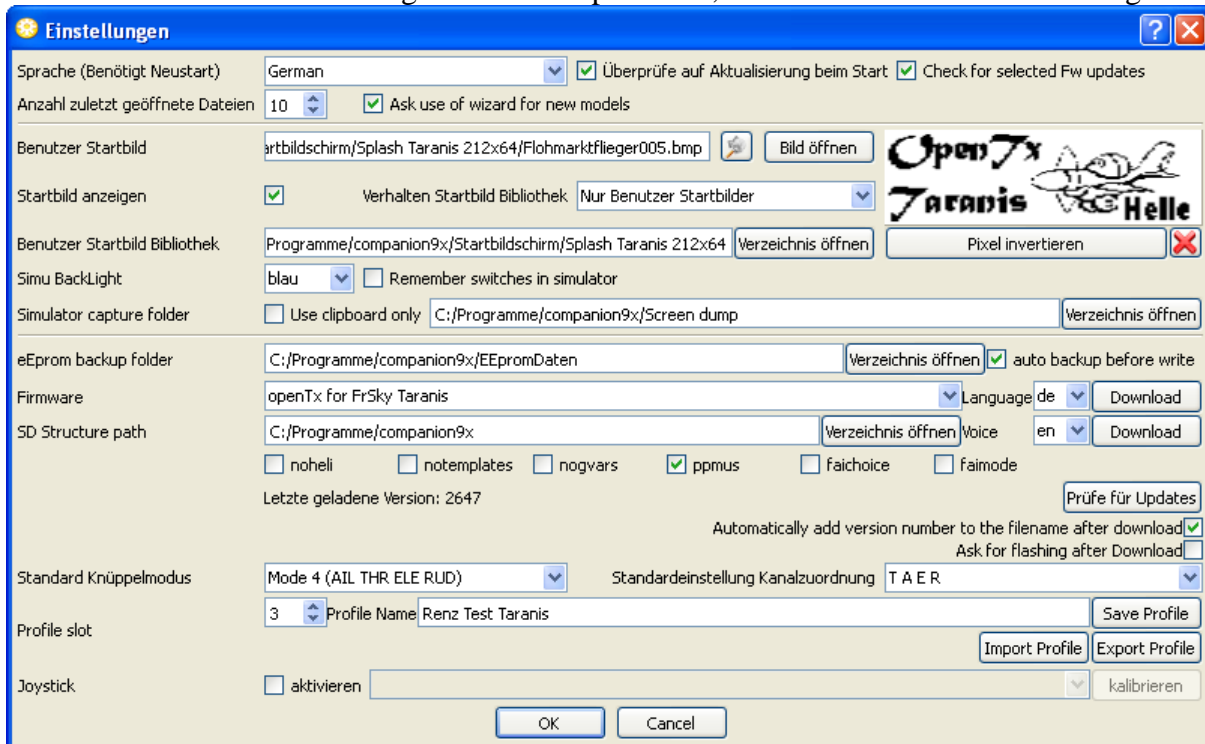 Einstellungen
Sprache (Benötigt Neustart) German Überprüfe auf Aktualisierung beim Start Check for selected Fw updates
Anzahl zuletzt geöffnete Dateien 10 Ask use of wizard for new models
Benutzer Startbild artbildschirm/Splash Taranis 212x64/Flohmarktflieger005.bmp Bild öffnen
OpenTx
Taranis Helle
Startbild anzeigen Verhalten Startbild Bibliothek Nur Benutzer Startbilder
Benutzer Startbild Bibliothek Programme/companion9x/Startbildschirm/Splash Taranis 212x64 Verzeichnis öffnen Pixel invertieren
Simu BackLight blau Remember switches in simulator
Simulator capture folder Use clipboard only C:/Programme/companion9x/Screen dump Verzeichnis öffnen
eEprom backup folder C:/Programme/companion9x/EEpromDaten Verzeichnis öffnen auto backup before write
Firmware openTx for FrSky Taranis Language de Download
SD Structure path C:/Programme/companion9x Verzeichnis öffnen Voice en Download
noheli notemplates nogvars ppmus faichoice faimode
Letzte geladene Version: 2647 Prüfe für Updates
Automatically add version number to the filename after download
Ask for flashing after Download
Standard Knüppelmodus Mode 4 (AIL THR ELE RUD) Standardeinstellung Kanalzuordnung T A E R
Profile slot 3 Profile Name Renz Test Taranis Save Profile
Import Profile Export Profile
Joystick aktivieren kalibrieren
OK Cancel